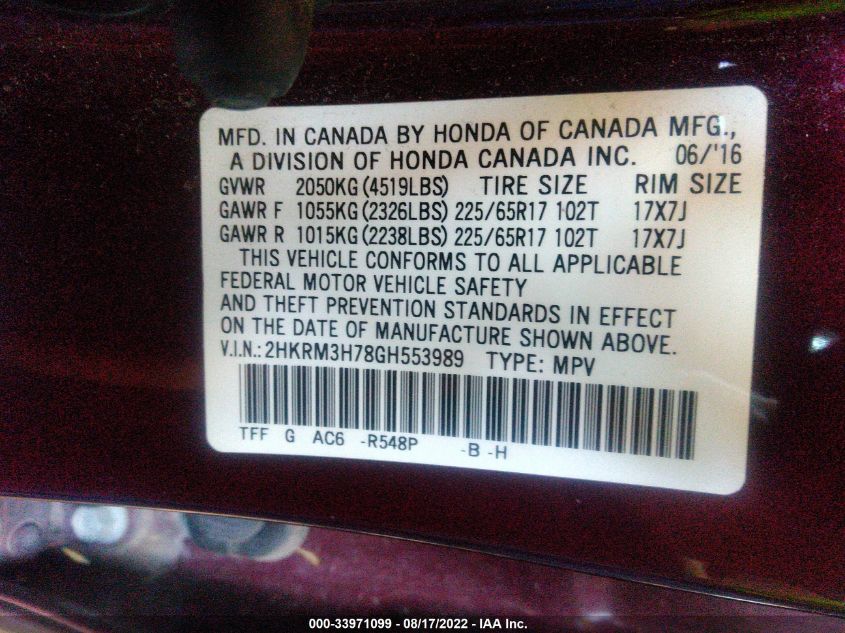 MFD. IN CANADA BY HONDA OF CANADA MFG.,
A DIVISION OF HONDA CANADA INC. 06/'16
GVWR 2050KG (4519LBS) TIRE SIZE RIM SIZE
GAWR F 1055KG (2326LBS) 225/65R17 102T 17X7J
GAWR R 1015KG (2238LBS) 225/65R17 102T 17X7J
THIS VEHICLE CONFORMS TO ALL APPLICABLE
FEDERAL MOTOR VEHICLE SAFETY
AND THEFT PREVENTION STANDARDS IN EFFECT
ON THE DATE OF MANUFACTURE SHOWN ABOVE.
V.I.N.: 2HKRM3H78GH553989 TYPE: MPV
TFF G AC6 -R548P -B -H
000-33971099 - 08/17/2022 - IAA Inc.